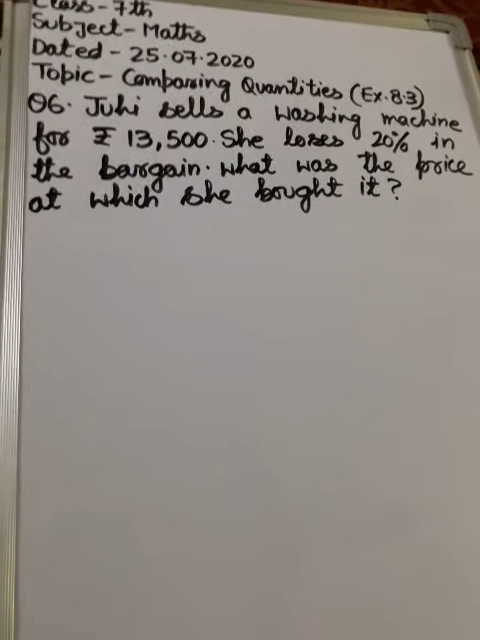 Class-7th
Subject-Maths
Dated-25.07.2020
Topic-Comparing Quantities (Ex.8.3)
Q6. Juhi sells a washing machine
for ₹ 13,500. She loses 20% in
the bargain. what was the price
at which she bought it?